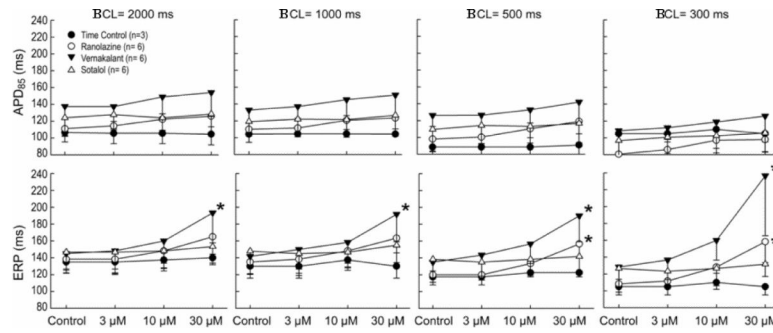 BCL= 2000 ms
BCL= 1000 ms
BCL= 500 ms
BCL= 300 ms
APD85 (ms)
240
220
200
180
160
140
120
100
80
Time Control (n=3)
Ranolazine (n= 6)
Vernakalant (n= 6)
Sotalol (n= 6)
ERP (ms)
240
220
200
180
160
140
120
100
80
*
*
*
*
*
*
Control 3 µM 10 µM 30 µM
Control 3 µM 10 µM 30 µM
Control 3 µM 10 µM 30 µM
Control 3 µM 10 µM 30 µM